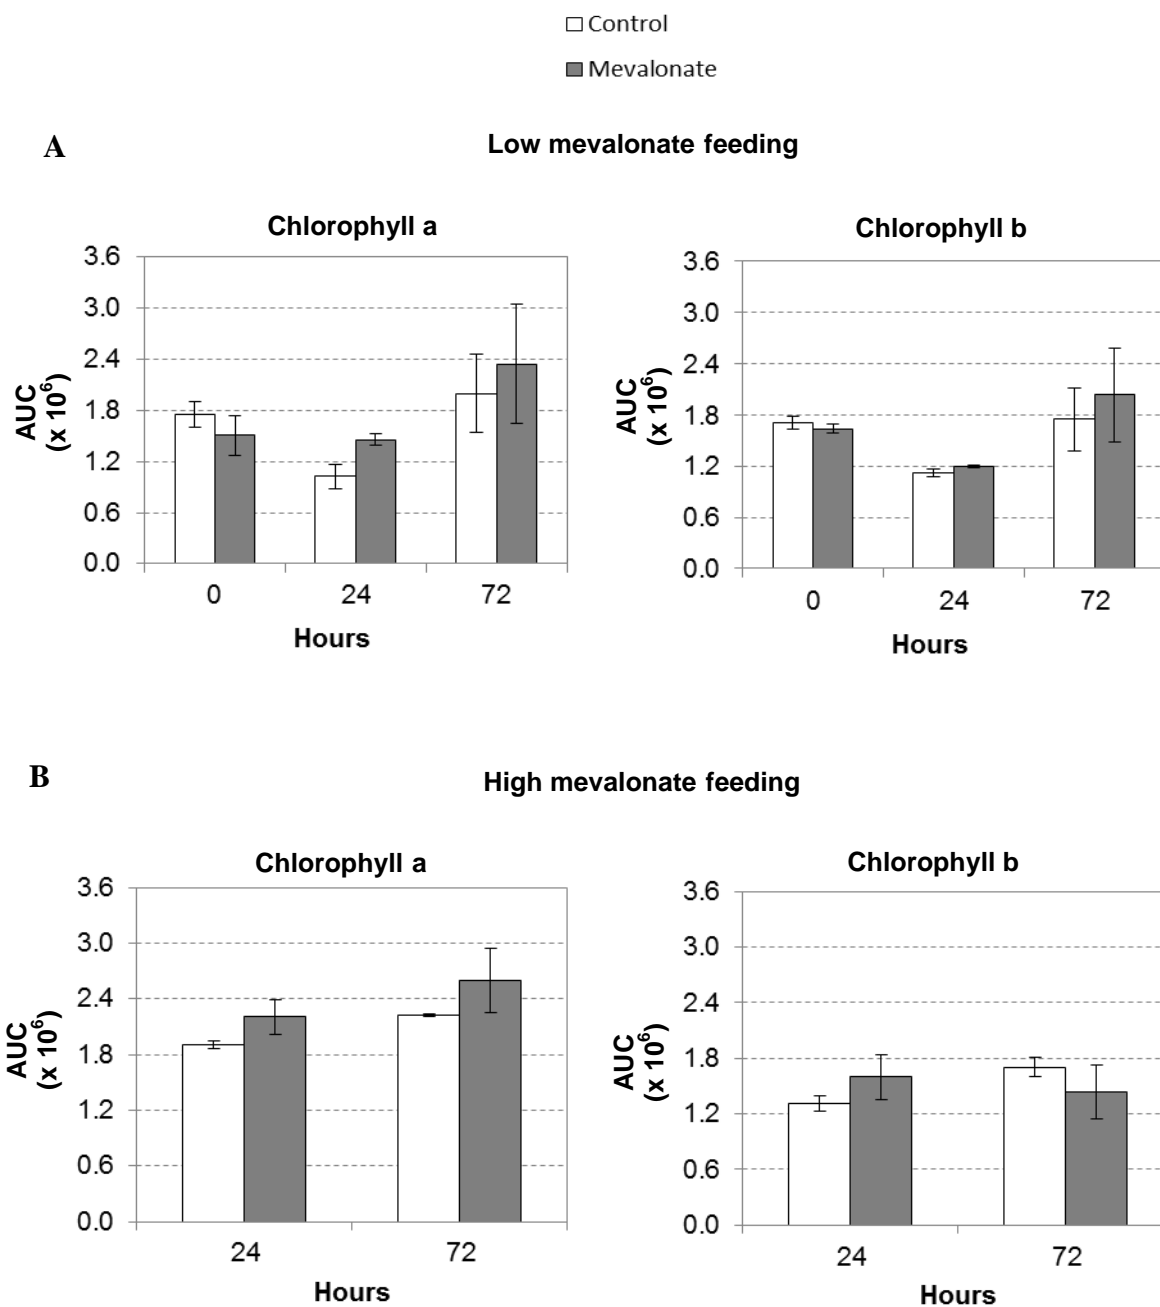 Control
Mevalonate
A
Low mevalonate feeding
Chlorophyll a
3.6
3.0
2.4
1.8
1.2
0.6
0.0
AUC
(x 10⁶)
0 24 72
Hours
Chlorophyll b
3.6
3.0
2.4
1.8
1.2
0.6
0.0
AUC
(x 10⁶)
0 24 72
Hours
B
High mevalonate feeding
Chlorophyll a
3.6
3.0
2.4
1.8
1.2
0.6
0.0
AUC
(x 10⁶)
24 72
Hours
Chlorophyll b
3.6
3.0
2.4
1.8
1.2
0.6
0.0
AUC
(x 10⁶)
24 72
Hours